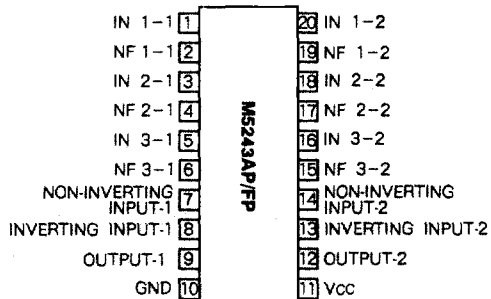 IN 1-1 1
NF 1-1 2
IN 2-1 3
NF 2-1 4
IN 3-1 5
NF 3-1 6
NON-INVERTING
INPUT-1 7
INVERTING INPUT-1 8
OUTPUT-1 9
GND 10
M5243AP/FP
20 IN 1-2
19 NF 1-2
18 IN 2-2
17 NF 2-2
16 IN 3-2
15 NF 3-2
14 NON-INVERTING
INPUT-2
13 INVERTING INPUT-2
12 OUTPUT-2
11 Vcc